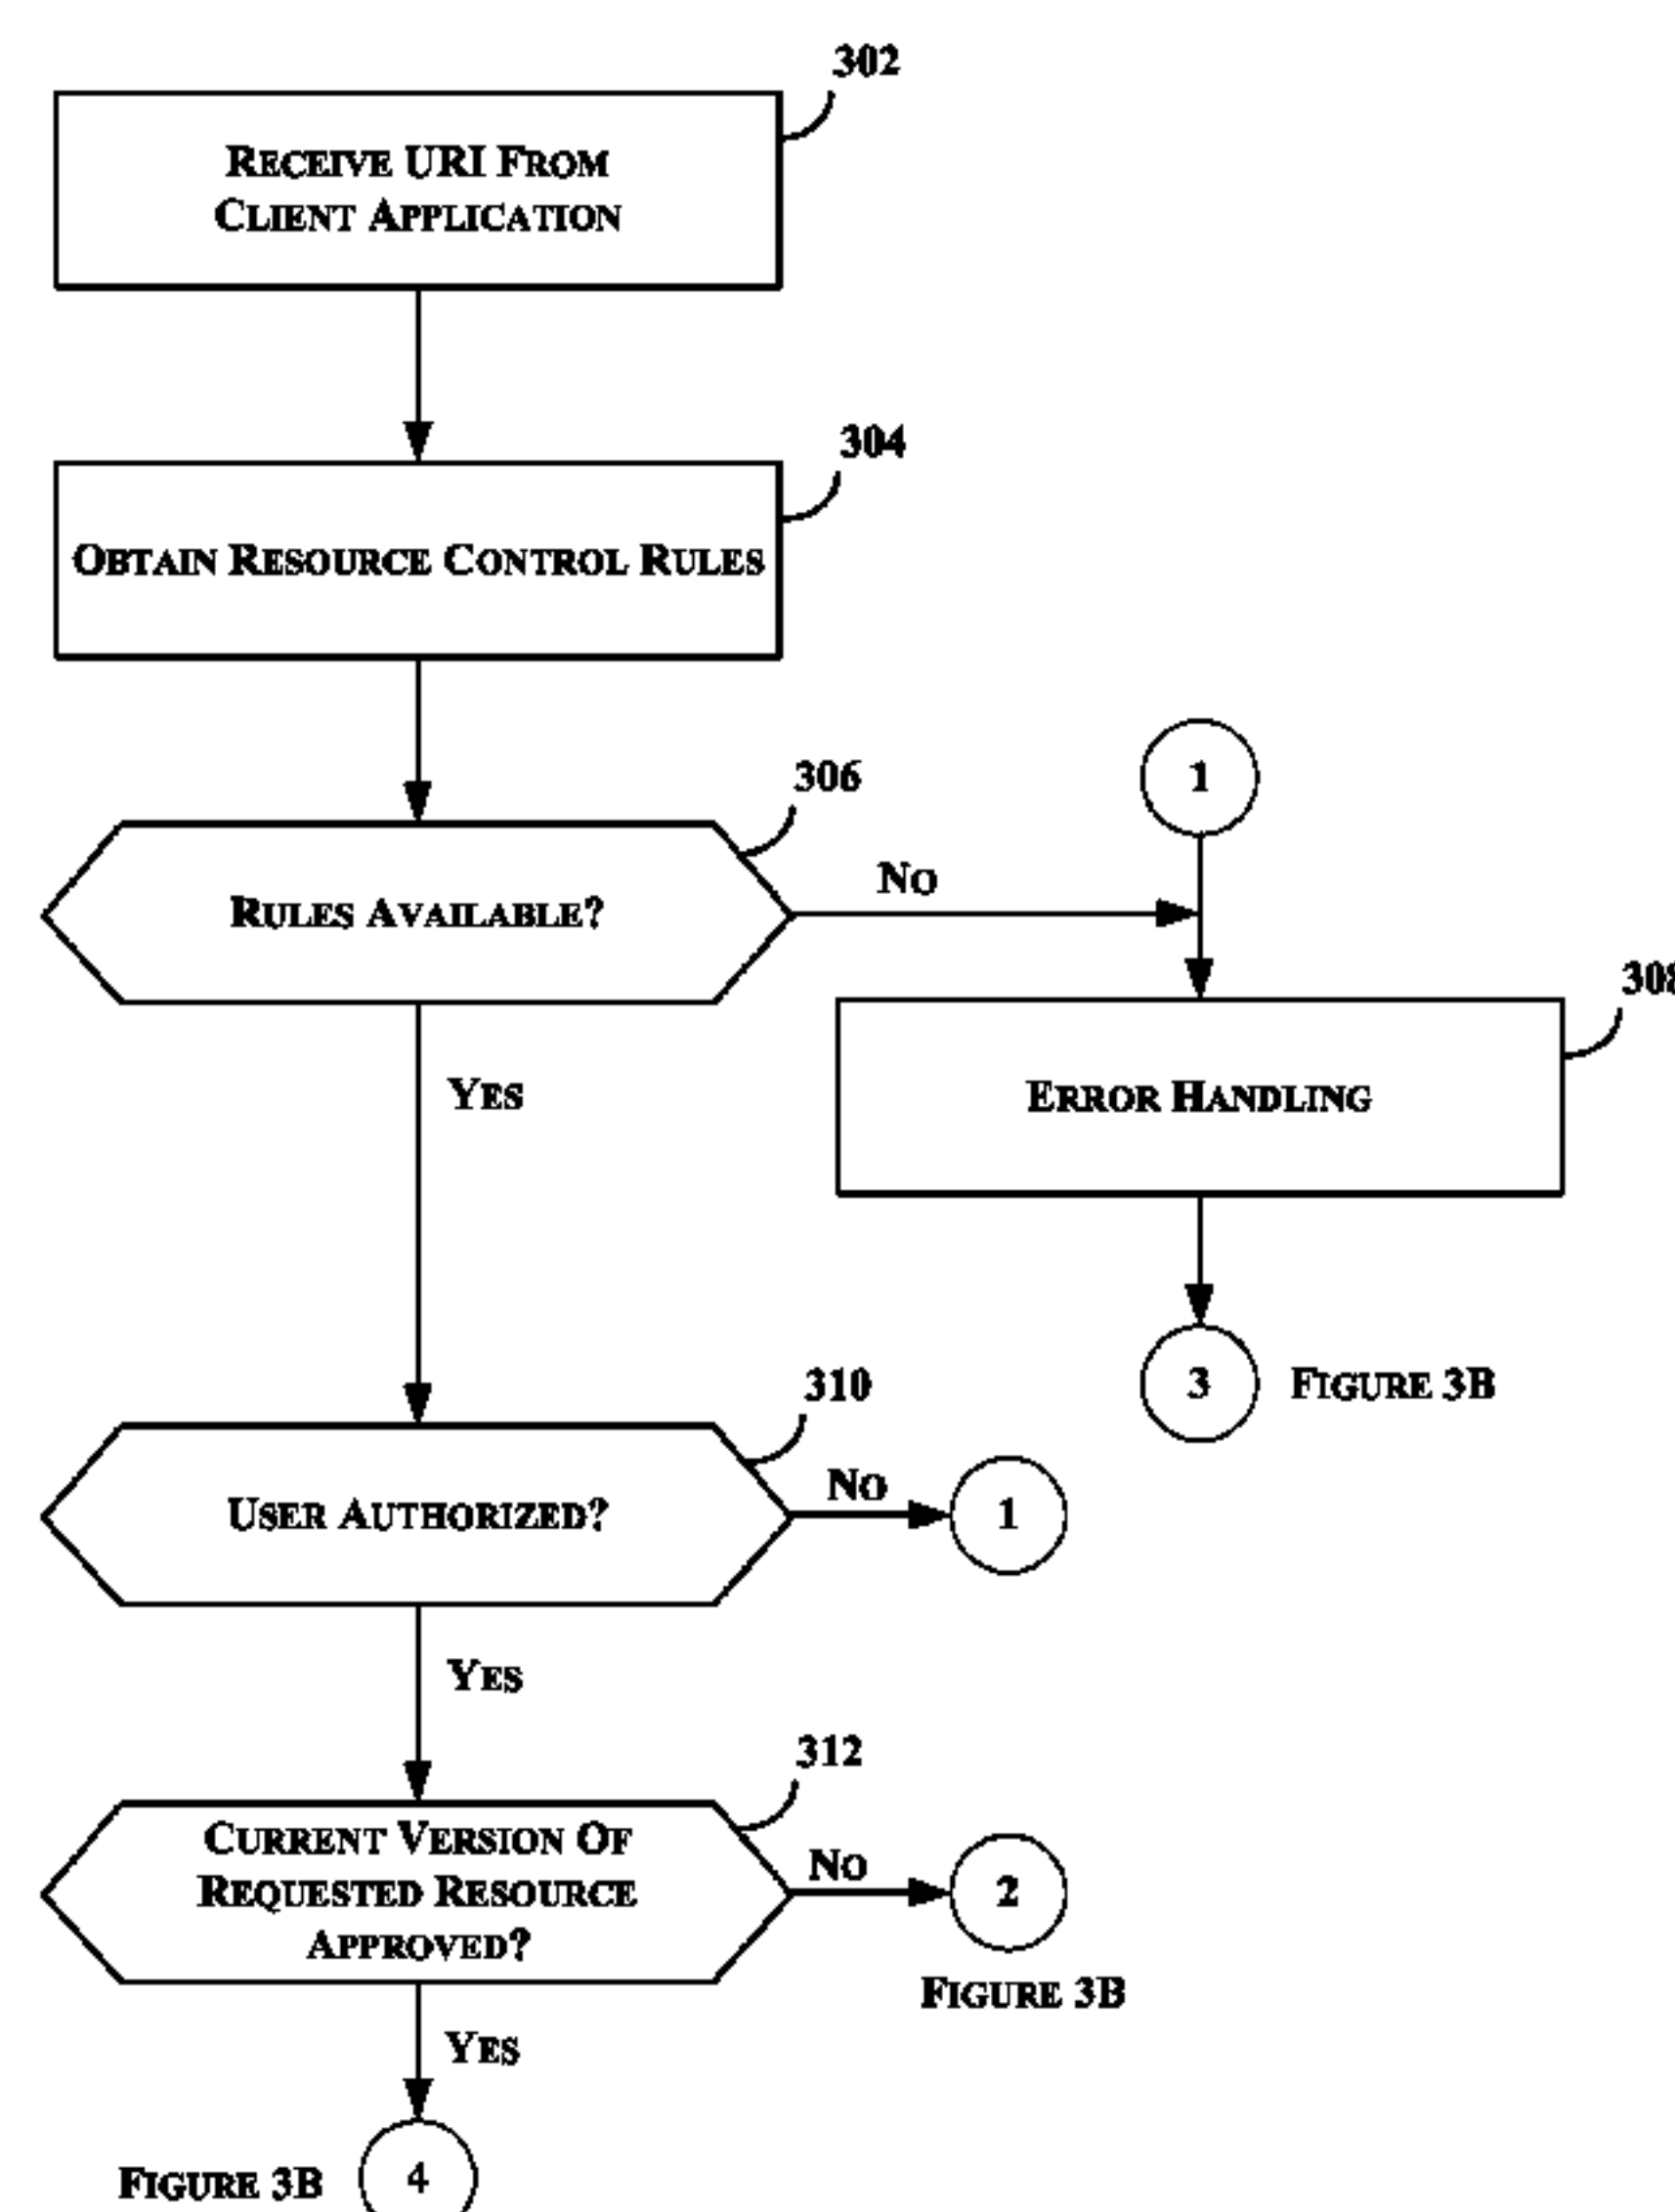 302
RECEIVE URI FROM
CLIENT APPLICATION
304
OBTAIN RESOURCE CONTROL RULES
306
1
NO
RULES AVAILABLE?
308
ERROR HANDLING
YES
3 FIGURE 3B
310
NO
USER AUTHORIZED?
1
YES
312
CURRENT VERSION OF
REQUESTED RESOURCE
APPROVED?
NO
2
FIGURE 3B
YES
FIGURE 3B 4